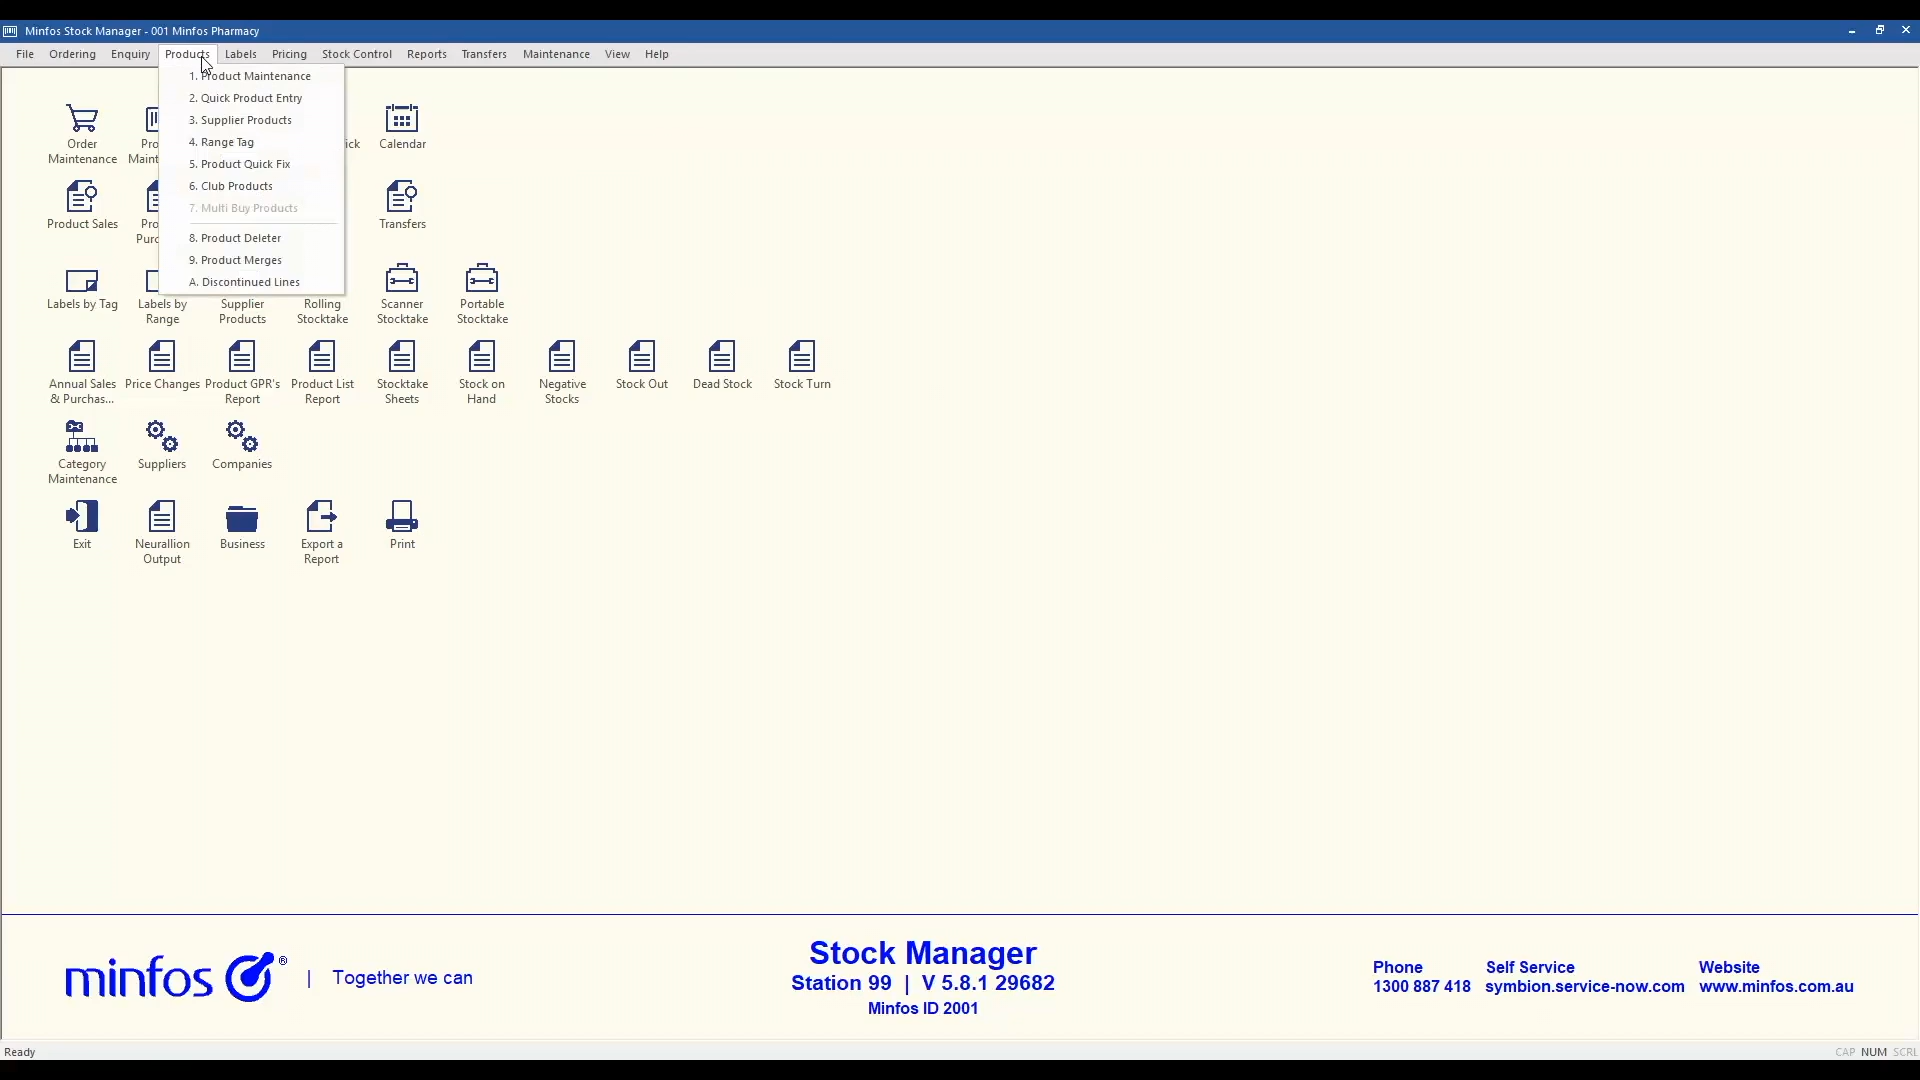 Minfos Stock Manager - 001 Minfos Pharmacy
File Ordering Enquiry Products Labels Pricing Stock Control Reports Transfers Maintenance View Help
1. Product Maintenance
2. Quick Product Entry
3. Supplier Products
4. Range Tag
5. Product Quick Fix
6. Club Products
7. Multi Buy Products
8. Product Deleter
9. Product Merges
A. Discontinued Lines
Order
Maintenance
Calendar
Product Sales
Transfers
Labels by Tag
Labels by
Range
Supplier
Products
Rolling
Stocktake
Scanner
Stocktake
Portable
Stocktake
Annual Sales
& Purchas...
Price Changes
Product GPR's
Report
Product List
Report
Stocktake
Sheets
Stock on
Hand
Negative
Stocks
Stock Out
Dead Stock
Stock Turn
Category
Maintenance
Suppliers
Companies
Exit
Neurallion
Output
Business
Export a
Report
Print
minfos ® | Together we can
Stock Manager
Station 99 | V 5.8.1 29682
Minfos ID 2001
Phone
1300 887 418
Self Service
symbion.service-now.com
Website
www.minfos.com.au
Ready
CAP NUM SCRL